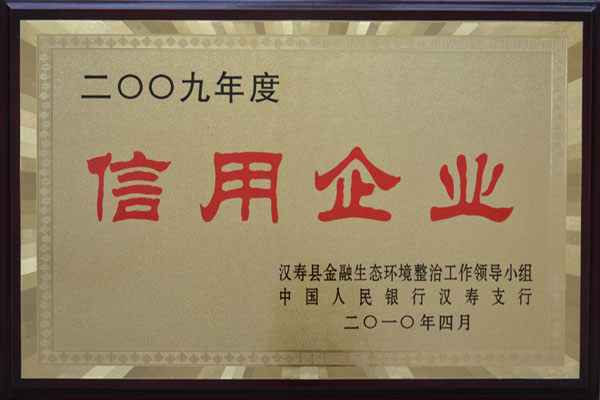 二〇〇九年度
信用企业
汉寿县金融生态环境整治工作领导小组
中国人民银行汉寿支行
二〇一〇年四月